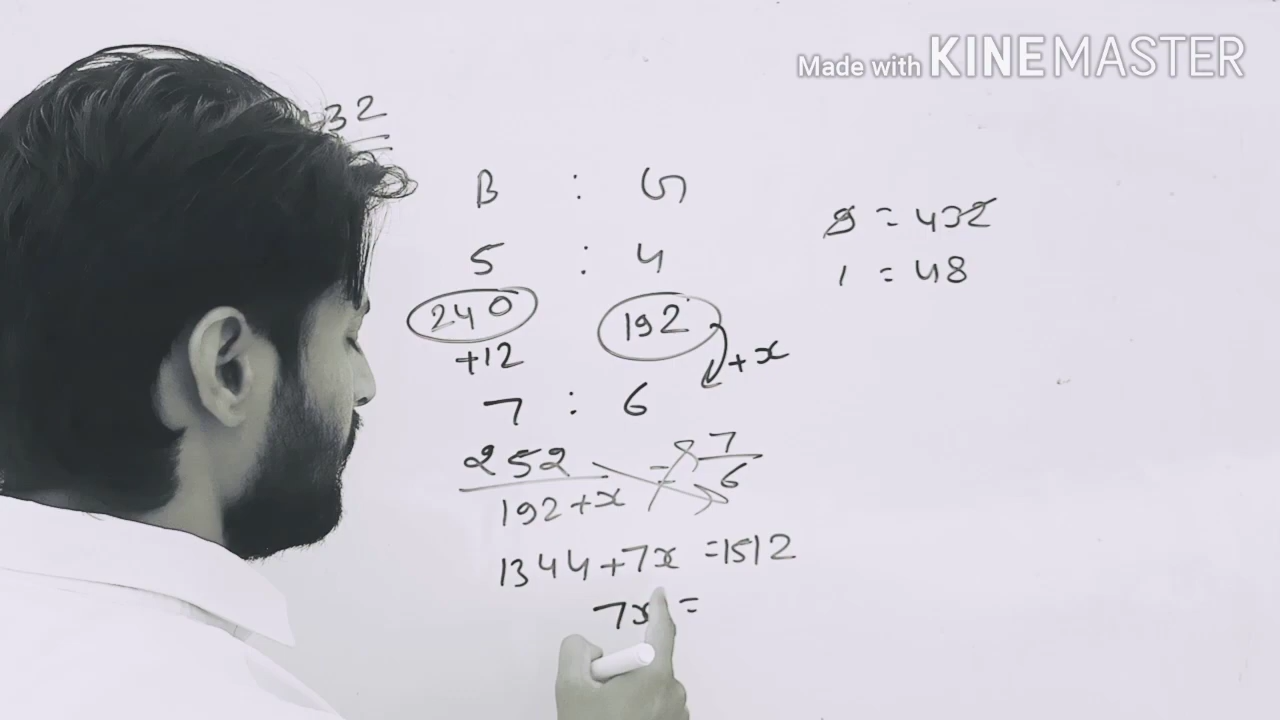 Made with KINEMASTER
432
B : G
5 : 4
9 = 432
1 = 48
240 192
+12 +x
7 : 6
252 = 7
192+x 6
1344+7x =1512
7x =